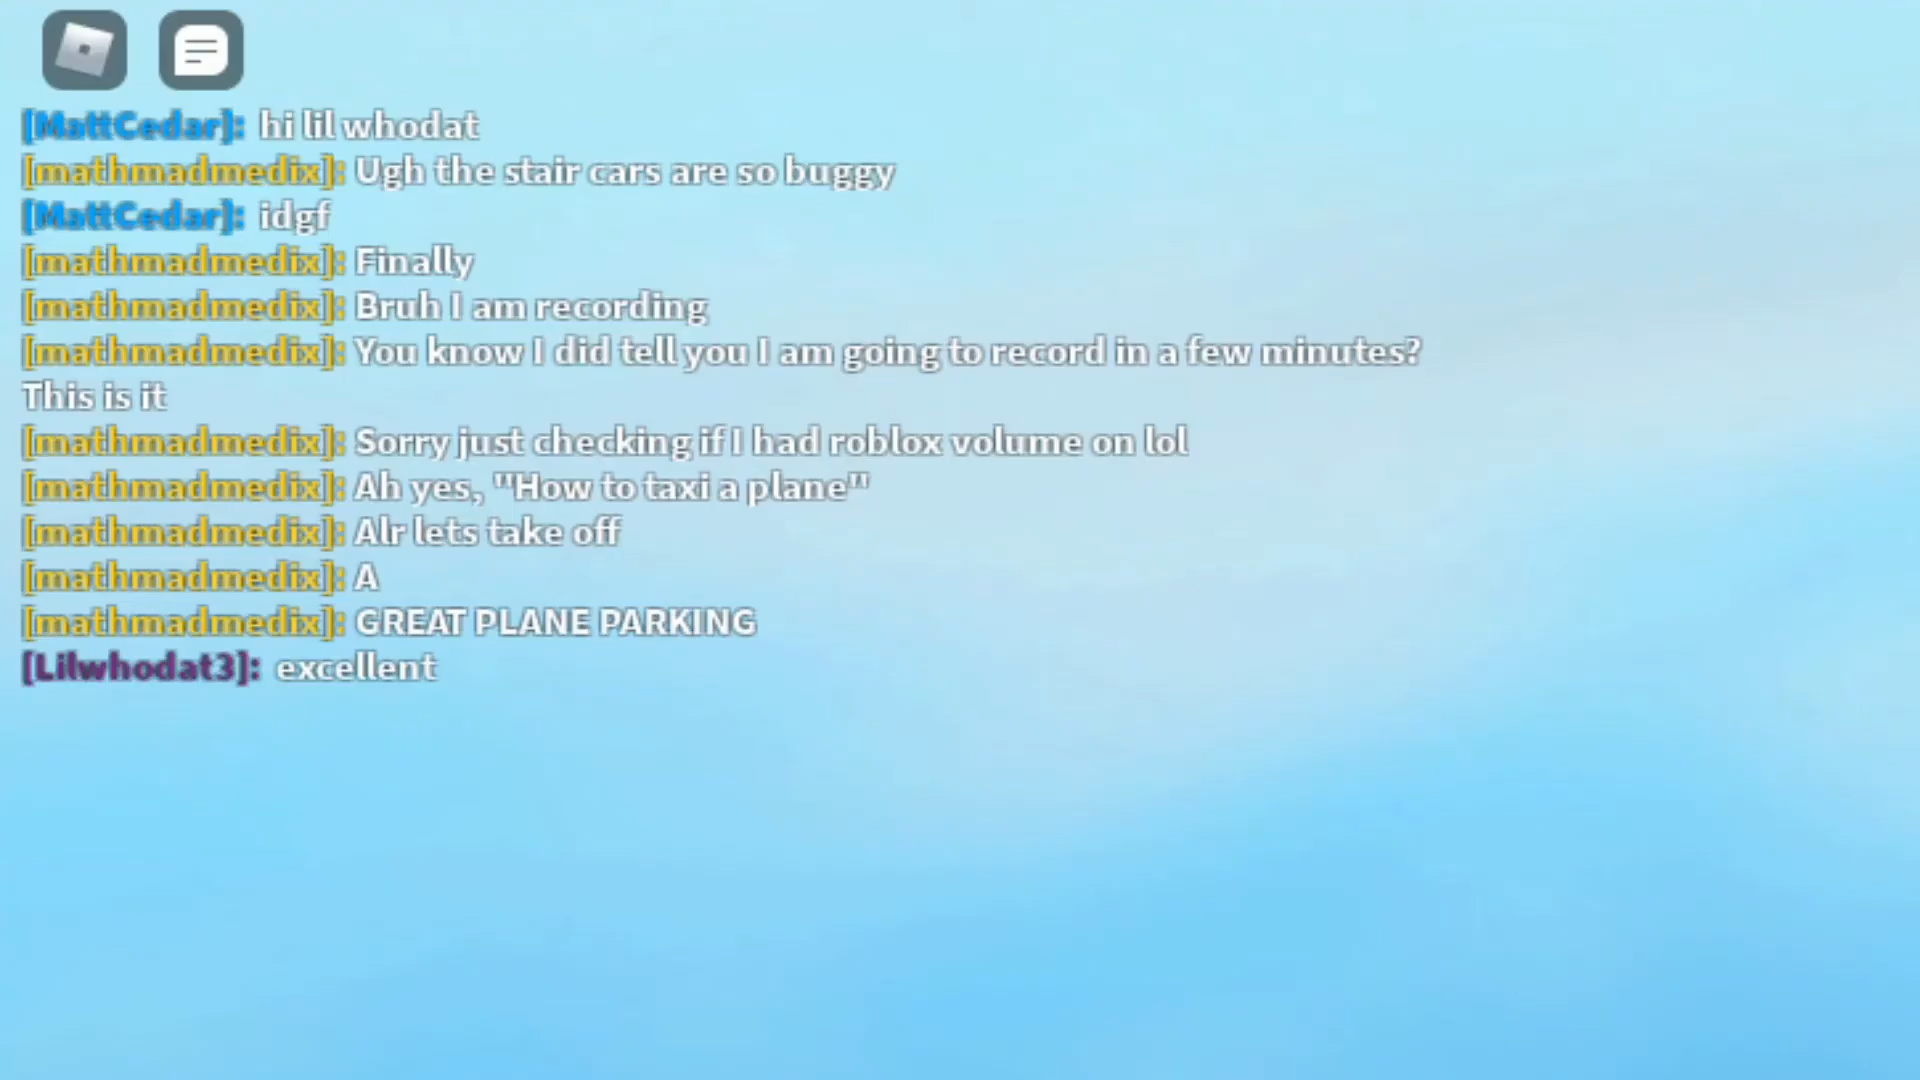 [MattCedar]: hi lil whodat
[mathmadmedix]: Ugh the stair cars are so buggy
[MattCedar]: idgf
[mathmadmedix]: Finally
[mathmadmedix]: Bruh I am recording
[mathmadmedix]: You know I did tell you I am going to record in a few minutes?
This is it
[mathmadmedix]: Sorry just checking if I had roblox volume on lol
[mathmadmedix]: Ah yes, "How to taxi a plane"
[mathmadmedix]: Alr lets take off
[mathmadmedix]: A
[mathmadmedix]: GREAT PLANE PARKING
[Lilwhodat3]: excellent